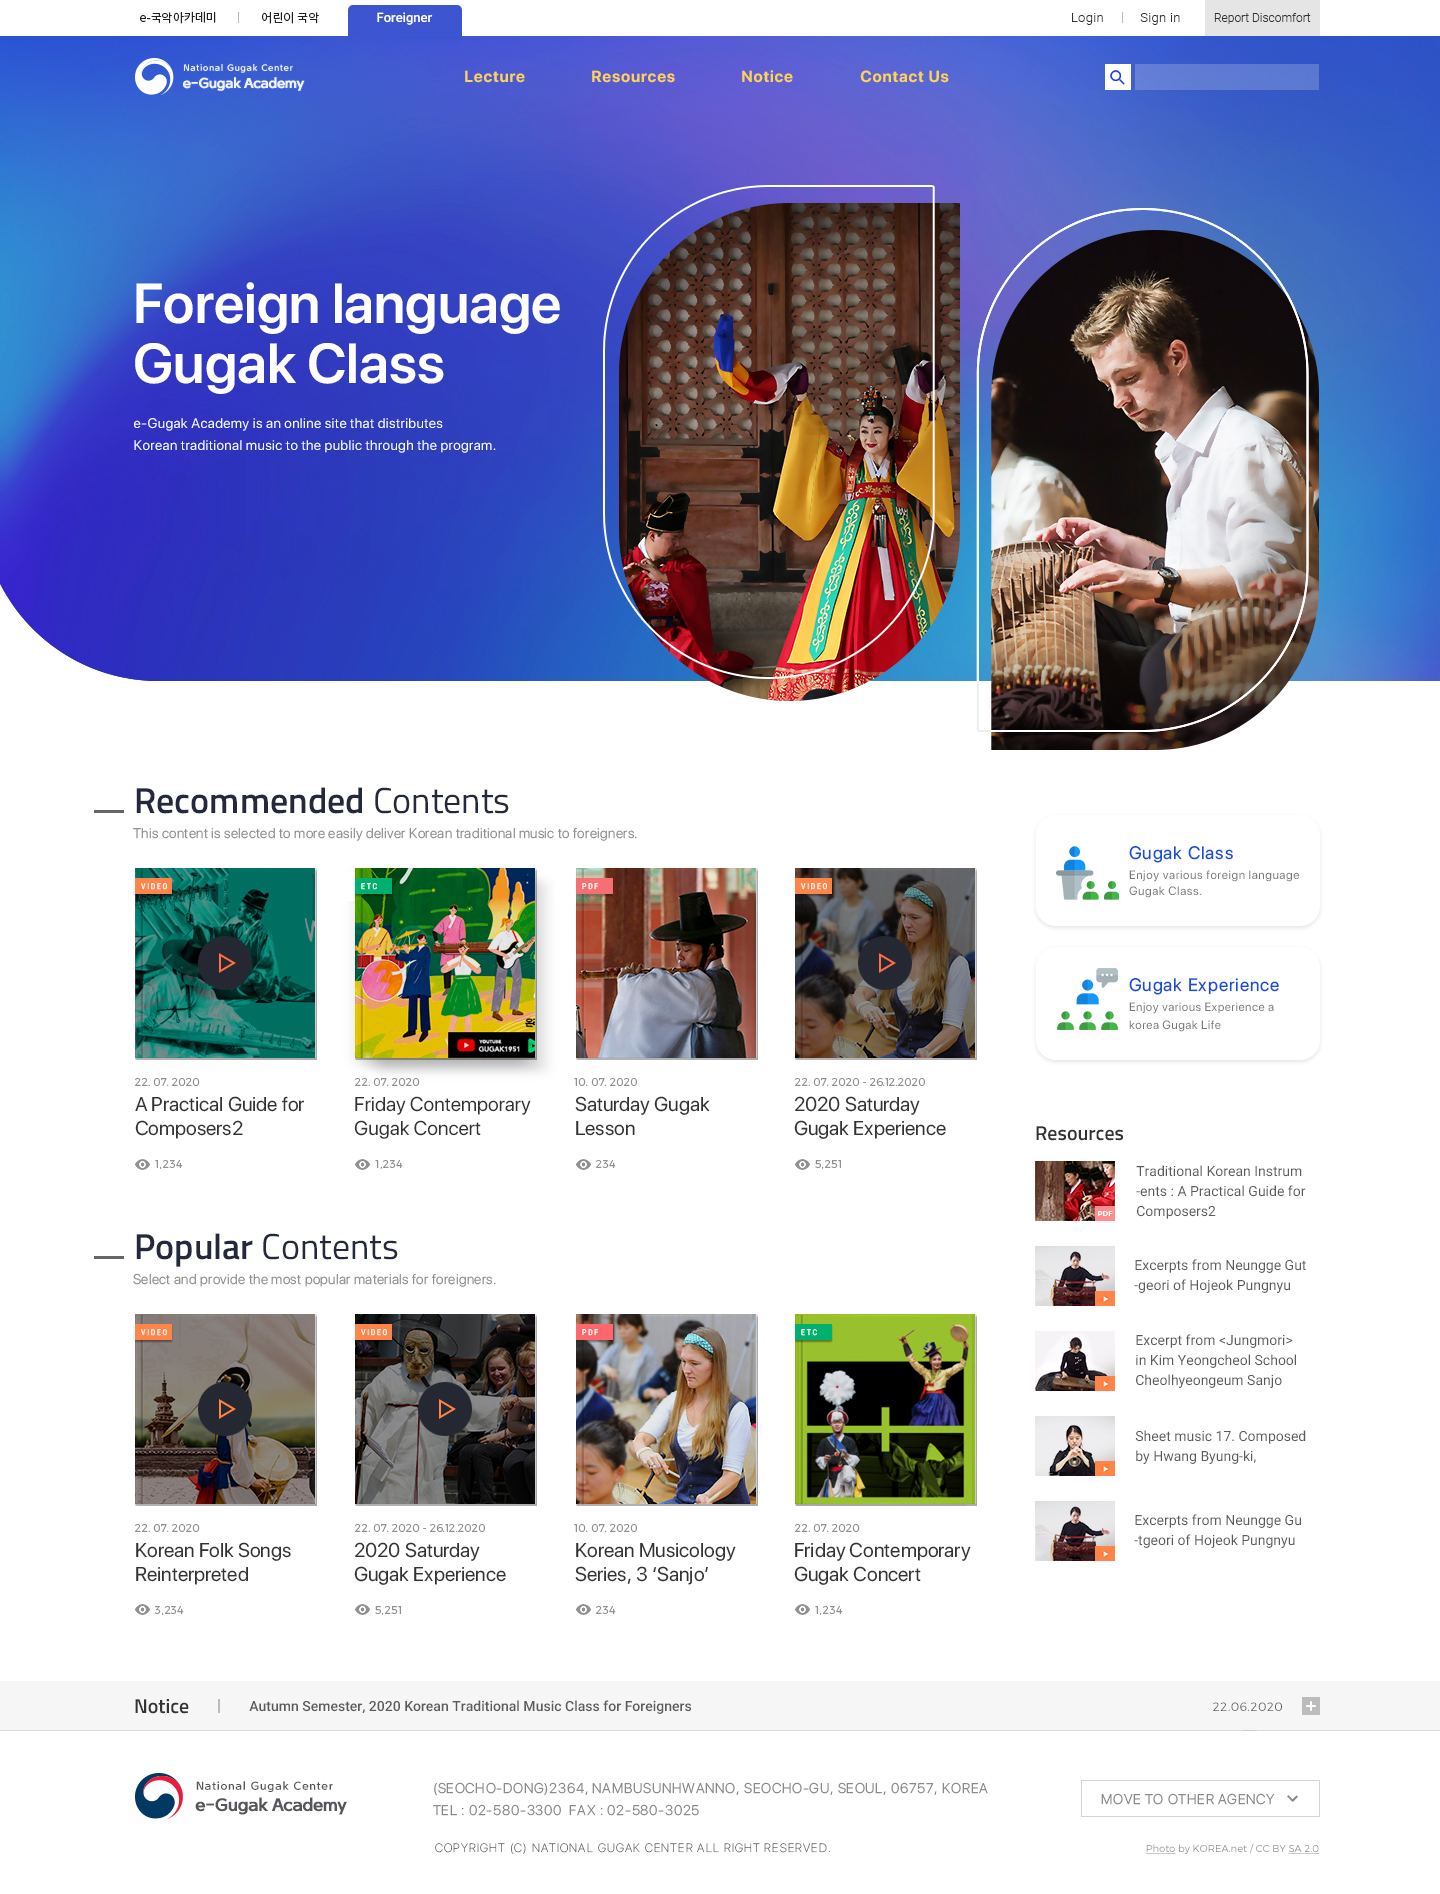 e-국악아카데미
어린이 국악
Foreigner
Login
Sign in
Report Discomfort
National Gugak Center
e-Gugak Academy
Lecture
Resources
Notice
Contact Us
Foreign language
Gugak Class
e-Gugak Academy is an online site that distributes
Korean traditional music to the public through the program.
Recommended Contents
This content is selected to more easily deliver Korean traditional music to foreigners.
VIDEO
22. 07. 2020
A Practical Guide for
Composers2
1,234
ETC
YOUTUBE
GUGAK1951
22. 07. 2020
Friday Contemporary
Gugak Concert
1,234
PDF
10. 07. 2020
Saturday Gugak
Lesson
234
VIDEO
22. 07. 2020 - 26.12.2020
2020 Saturday
Gugak Experience
5,251
Gugak Class
Enjoy various foreign language
Gugak Class.
Gugak Experience
Enjoy various Experience a
korea Gugak Life
Resources
PDF
Traditional Korean Instrum
-ents : A Practical Guide for
Composers2
Excerpts from Neungge Gut
-geori of Hojeok Pungnyu
Excerpt from <Jungmori>
in Kim Yeongcheol School
Cheolhyeongeum Sanjo
Sheet music 17. Composed
by Hwang Byung-ki,
Excerpts from Neungge Gu
-tgeori of Hojeok Pungnyu
Popular Contents
Select and provide the most popular materials for foreigners.
VIDEO
22. 07. 2020
Korean Folk Songs
Reinterpreted
3,234
VIDEO
22. 07. 2020 - 26.12.2020
2020 Saturday
Gugak Experience
5,251
PDF
10. 07. 2020
Korean Musicology
Series, 3 ‘Sanjo’
234
ETC
22. 07. 2020
Friday Contemporary
Gugak Concert
1,234
Notice
Autumn Semester, 2020 Korean Traditional Music Class for Foreigners
22.06.2020
National Gugak Center
e-Gugak Academy
(SEOCHO-DONG)2364, NAMBUSUNHWANNO, SEOCHO-GU, SEOUL, 06757, KOREA
TEL : 02-580-3300 FAX : 02-580-3025
COPYRIGHT (C) NATIONAL GUGAK CENTER ALL RIGHT RESERVED.
MOVE TO OTHER AGENCY
Photo by KOREA.net / CC BY SA 2.0